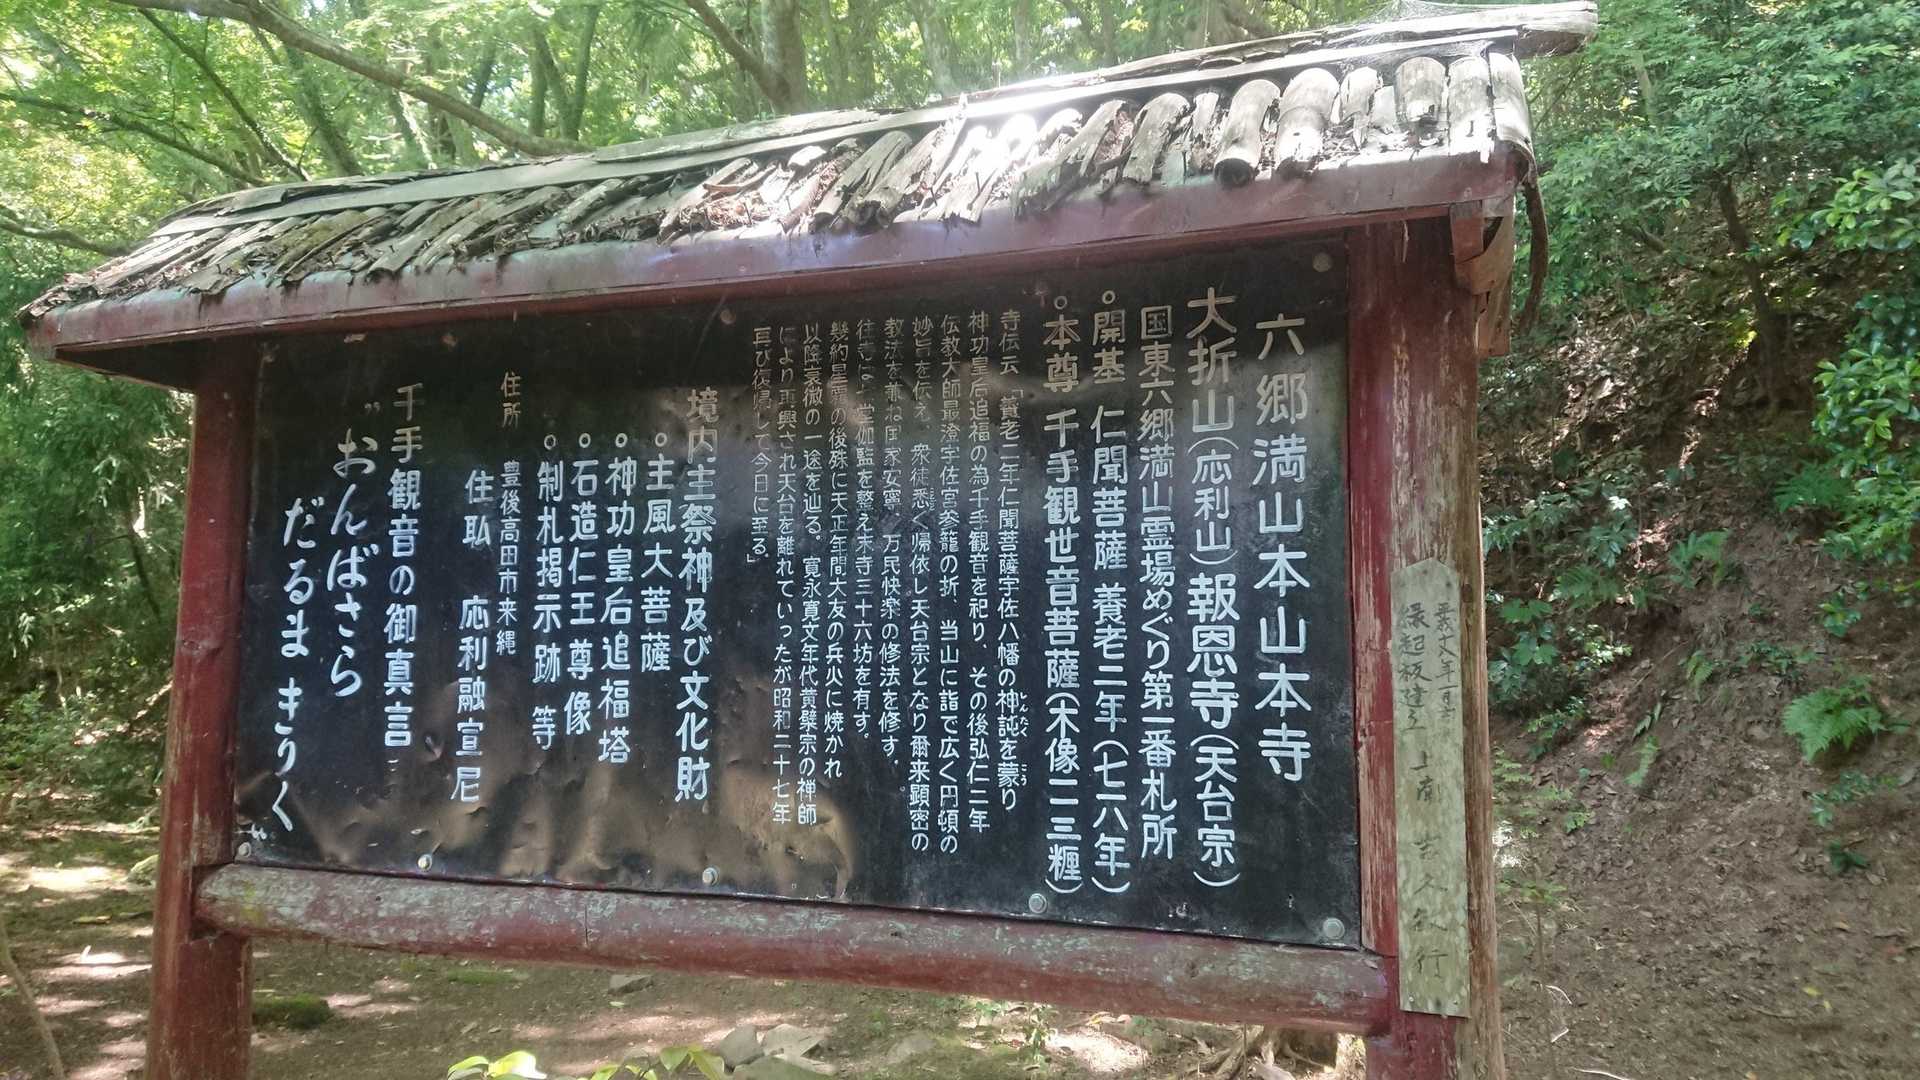 六郷満山本山本寺
大折山(応利山)報恩寺(天台宗)
国東六郷満山霊場めぐり第一番札所
○開基 仁聞菩薩 養老二年(七一八年)
○本尊 千手観世音菩薩(木像二三糎)
寺伝云「養老二年仁聞菩薩宇佐八幡の神託を蒙り
しんたく
こう
神功皇后追福の為千手観音を祀り、その後弘仁二年
伝教大師最澄宇佐宮参籠の折、当山に詣で広く円頓の
妙旨を伝え、衆徒悉く帰依し天台宗となり爾来顕密の
教法を兼ね国家安寧、万民快楽の修法を修す。
往時は一堂伽監を整え末寺三十六坊を有す。
幾約星霜の後殊に天正年間大友の兵火に焼かれ
以降衰微の一途を辿る。寛永寛文年代黄檗宗の禅師
により再興され天台を離れていったが昭和二十七年
再び復帰して今日に至る。」
境内主祭神及び文化財
○主風大菩薩
○神功皇后追福塔
○石造仁王尊像
○制札掲示跡 等
住所 豊後高田市来縄
住職 応利融宣尼
千手観音の御真言
“おんばさら
だるま きりく”
縁起板建立